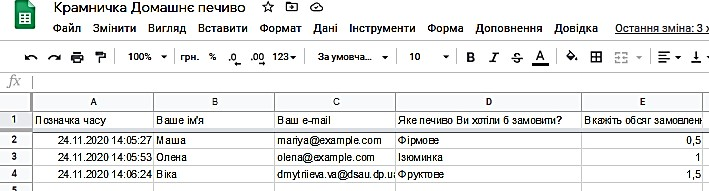 Крамничка Домашнє печиво
Файл Змінити Вигляд Вставити Формат Дані Інструменти Форма Доповнення Довідка Остання зміна: 3 х
100% грн. % .0 .00 123 За умовча... 10 B I S A
fx
A B C D E
1 Позначка часу Ваше ім'я Ваш e-mail Яке печиво Ви хотіли б замовити? Вкажіть обсяг замовленн
2 24.11.2020 14:05:27 Маша mariya@example.com Фірмове 0,5
3 24.11.2020 14:05:53 Олена olena@example.com Ізюминка 1
4 24.11.2020 14:06:24 Віка dmytriieva.va@dsau.dp.ua Фруктове 1,5